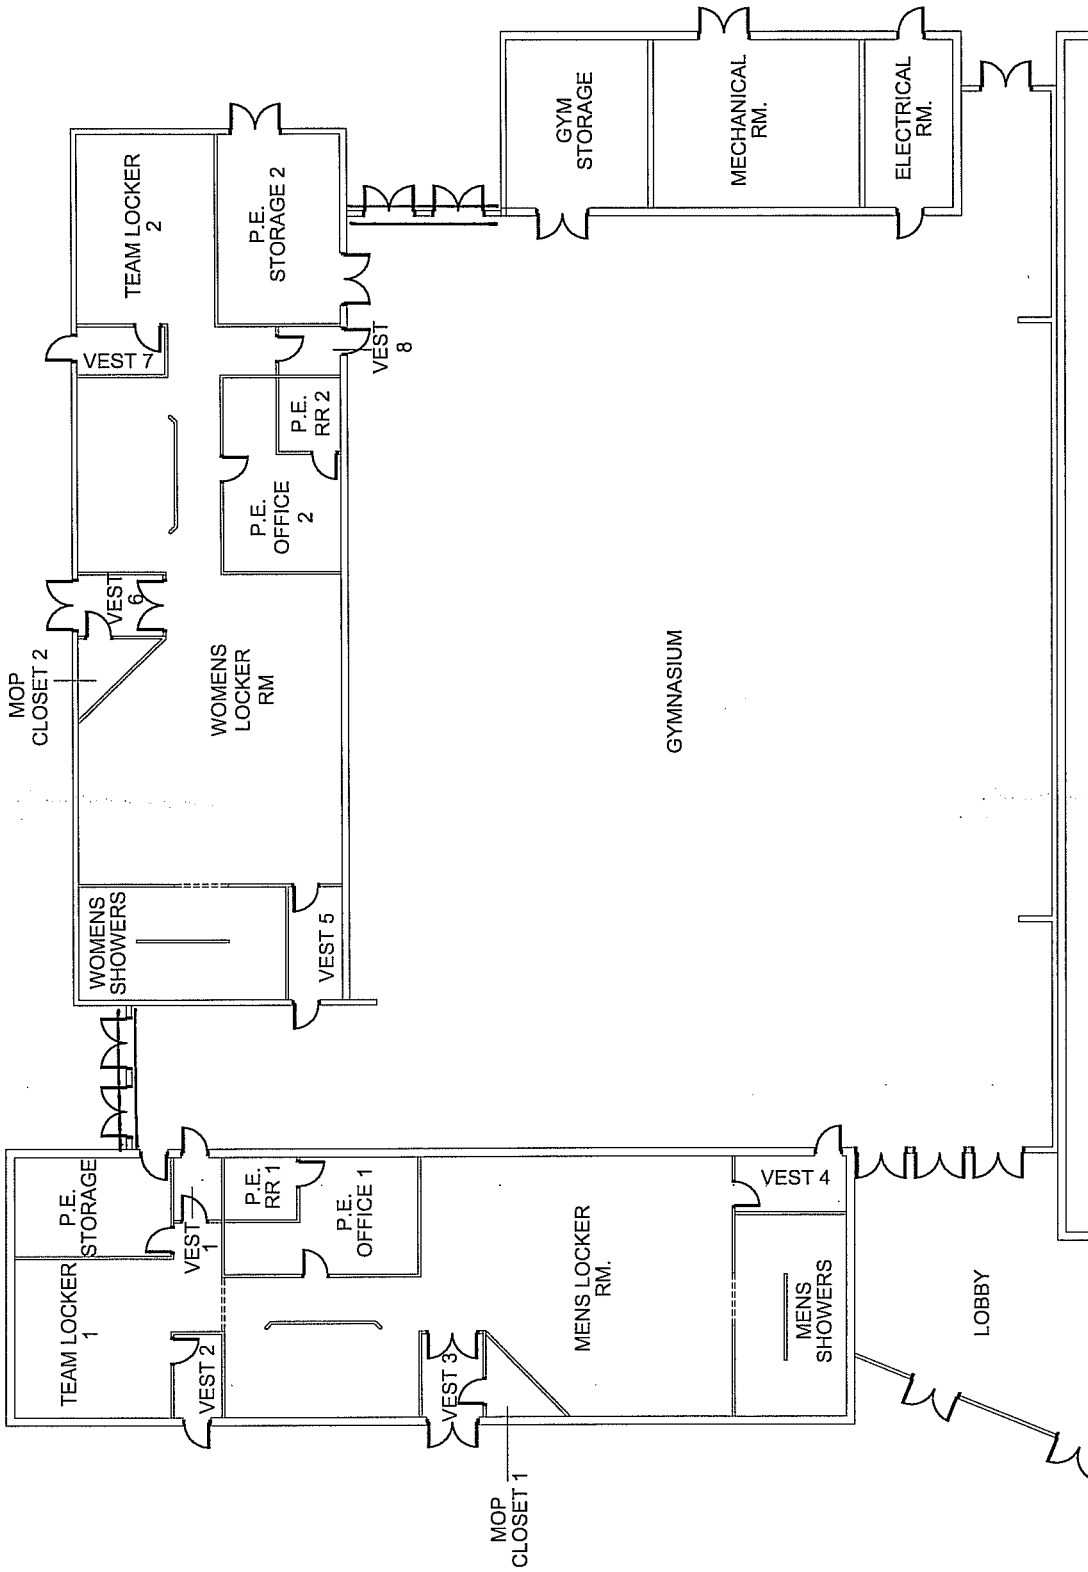 MOP
CLOSET 2
TEAM LOCKER
2
P.E.
STORAGE 2
VEST 7
VEST
8
P.E.
RR 2
P.E.
OFFICE
2
VEST
6
WOMENS
LOCKER
RM
WOMENS
SHOWERS
VEST 5
GYM
STORAGE
MECHANICAL
RM.
ELECTRICAL
RM.
GYMNASIUM
P.E.
STORAGE
TEAM LOCKER
1
VEST
1
VEST 2
P.E.
RR 1
P.E.
OFFICE 1
VEST 3
MOP
CLOSET 1
MENS LOCKER
RM.
VEST 4
MENS
SHOWERS
LOBBY